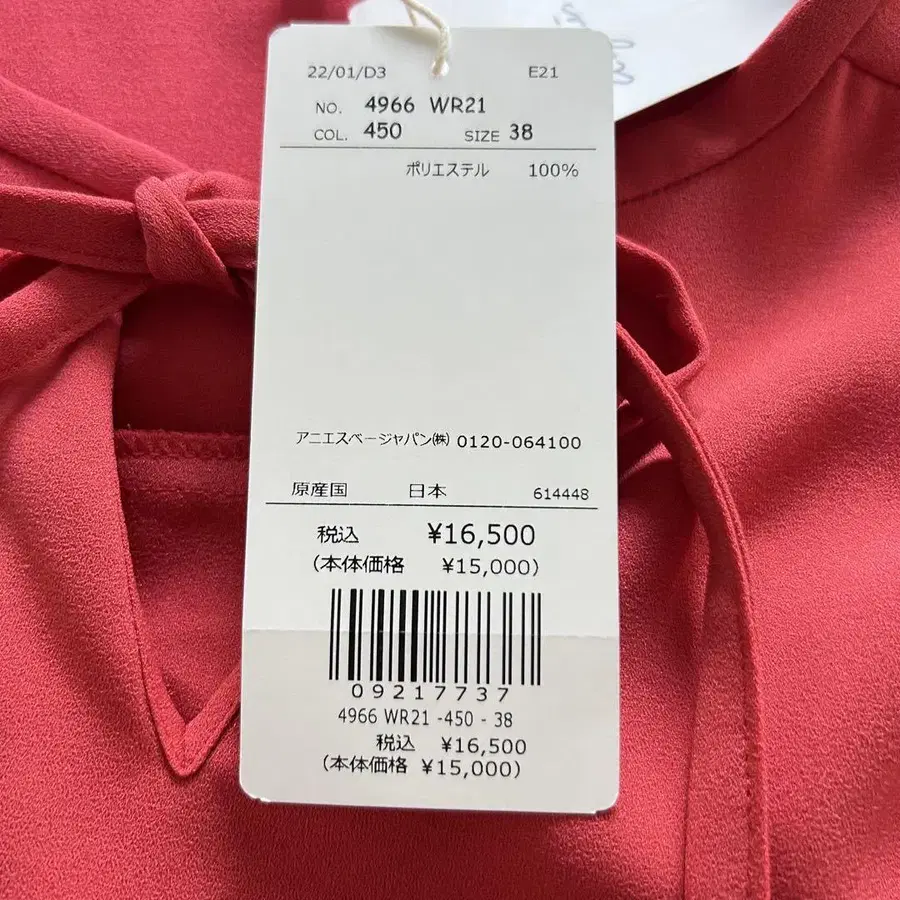 22/01/D3 E21
NO. 4966 WR21
COL. 450 SIZE 38
ポリエステル 100%
アニエスベージャパン㈱ 0120-064100
原産国 日本 614448
税込 ¥16,500
(本体価格 ¥15,000)
09217737
4966 WR21 -450 - 38
税込 ¥16,500
(本体価格 ¥15,000)